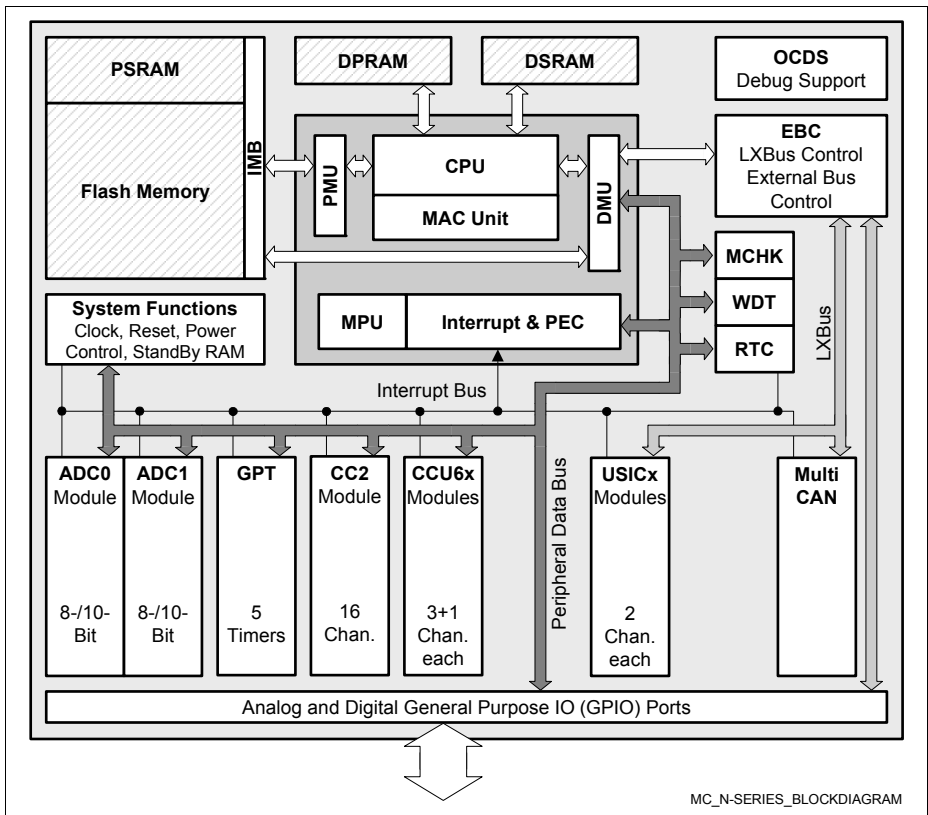 PSRAM
Flash Memory
IMB
DPRAM
DSRAM
OCDS
Debug Support
EBC
LXBus Control
External Bus
Control
PMU
CPU
MAC Unit
DMU
MPU
Interrupt & PEC
MCHK
WDT
RTC
LXBus
System Functions
Clock, Reset, Power
Control, StandBy RAM
Interrupt Bus
ADC0
Module
8-/10-
Bit
ADC1
Module
8-/10-
Bit
GPT
5
Timers
CC2
Module
16
Chan.
CCU6x
Modules
3+1
Chan.
each
Peripheral Data Bus
USICx
Modules
2
Chan.
each
Multi
CAN
Analog and Digital General Purpose IO (GPIO) Ports
MC_N-SERIES_BLOCKDIAGRAM